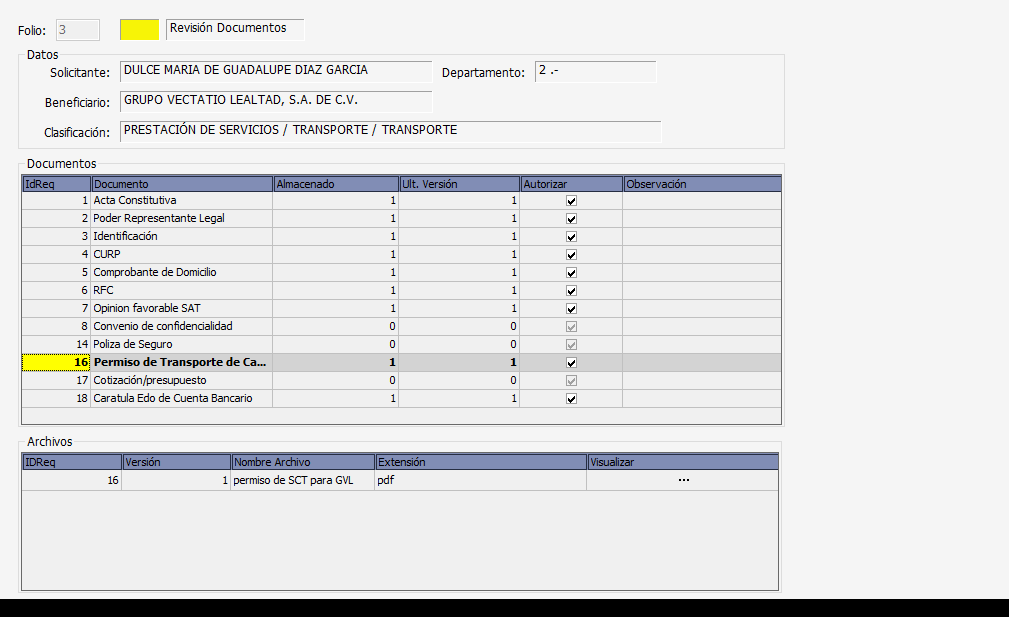 Folio: 3 Revisión Documentos
Datos
Solicitante: DULCE MARIA DE GUADALUPE DIAZ GARCIA Departamento: 2 .-
Beneficiario: GRUPO VECTATIO LEALTAD, S.A. DE C.V.
Clasificación: PRESTACIÓN DE SERVICIOS / TRANSPORTE / TRANSPORTE
Documentos
IdReq Documento Almacenado Ult. Versión Autorizar Observación
1 Acta Constitutiva 1 1
2 Poder Representante Legal 1 1
3 Identificación 1 1
4 CURP 1 1
5 Comprobante de Domicilio 1 1
6 RFC 1 1
7 Opinion favorable SAT 1 1
8 Convenio de confidencialidad 0 0
14 Poliza de Seguro 0 0
16 Permiso de Transporte de Ca... 1 1
17 Cotización/presupuesto 0 0
18 Caratula Edo de Cuenta Bancario 1 1
Archivos
IDReq Versión Nombre Archivo Extensión Visualizar
16 1 permiso de SCT para GVL pdf ...